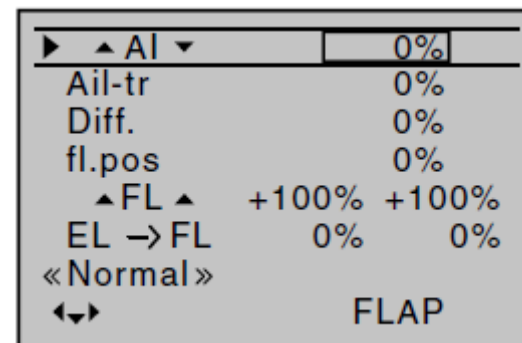 ▶ ▲ AI ▼ 0%
Ail-tr 0%
Diff. 0%
fl.pos 0%
▲ FL ▲ +100% +100%
EL –> FL 0% 0%
«Normal»
FLAP